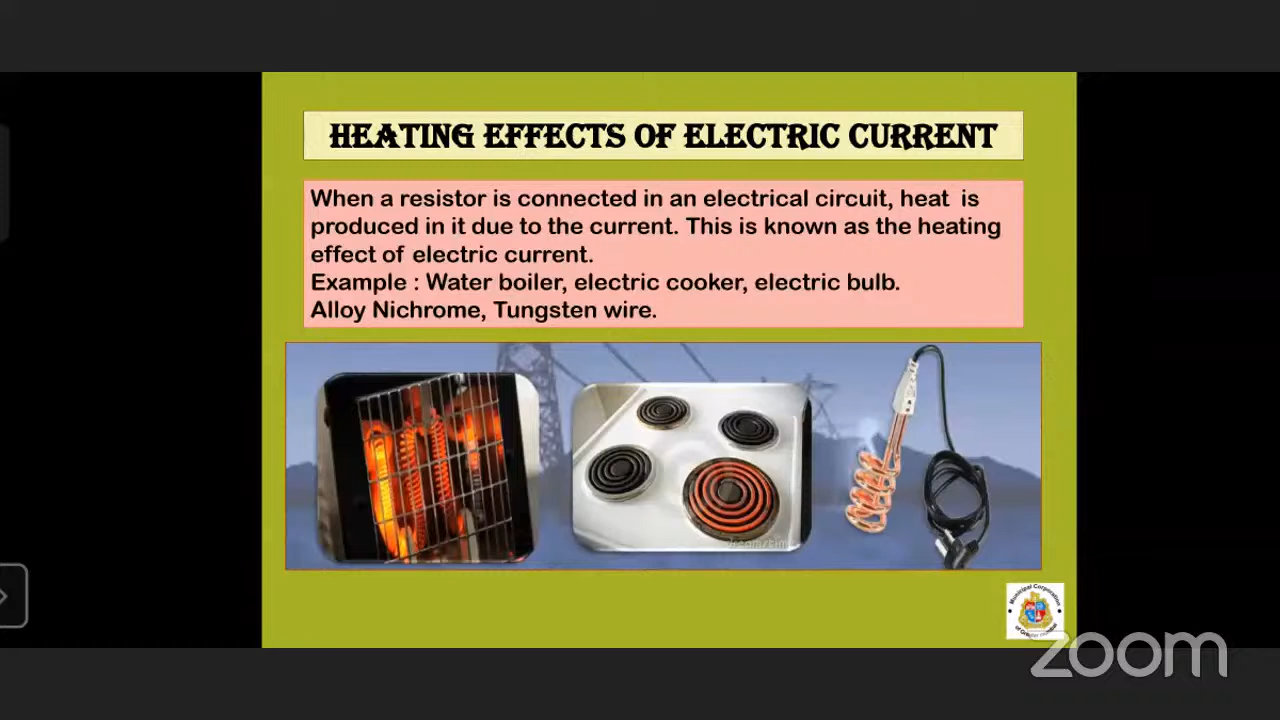 HEATING EFFECTS OF ELECTRIC CURRENT
When a resistor is connected in an electrical circuit, heat is
produced in it due to the current. This is known as the heating
effect of electric current.
Example : Water boiler, electric cooker, electric bulb.
Alloy Nichrome, Tungsten wire.
Municipal Corporation
zoom